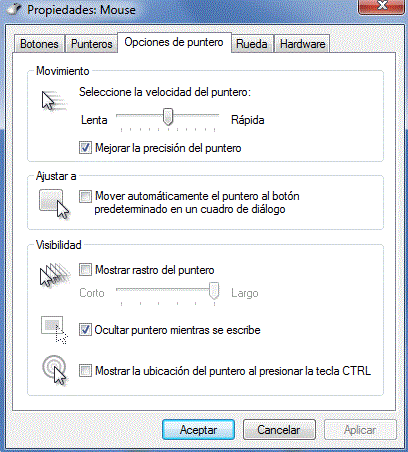 Propiedades: Mouse
Botones Punteros Opciones de puntero Rueda Hardware
Movimiento
Seleccione la velocidad del puntero:
Lenta Rápida
Mejorar la precisión del puntero
Ajustar a
Mover automáticamente el puntero al botón
predeterminado en un cuadro de diálogo
Visibilidad
Mostrar rastro del puntero
Corto Largo
Ocultar puntero mientras se escribe
Mostrar la ubicación del puntero al presionar la tecla CTRL
Aceptar Cancelar Aplicar